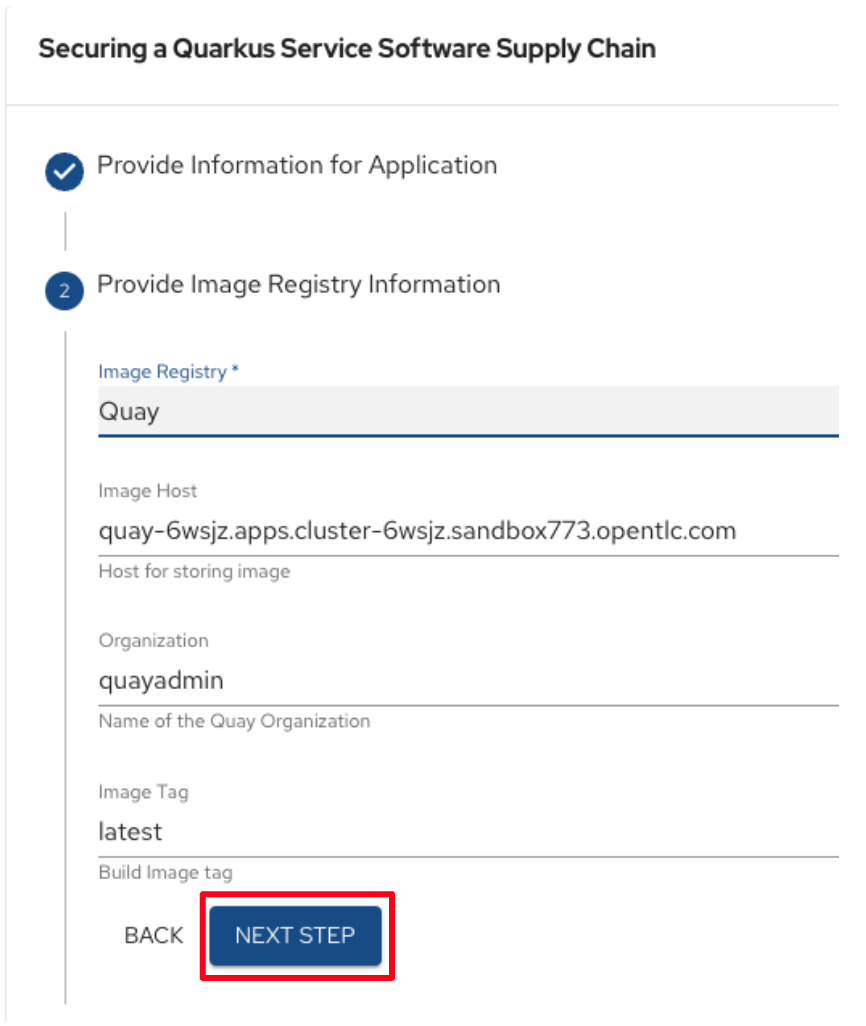 Securing a Quarkus Service Software Supply Chain
Provide Information for Application
2
Provide Image Registry Information
Image Registry *
Quay
Image Host
quay-6wsjz.apps.cluster-6wsjz.sandbox773.opentlc.com
Host for storing image
Organization
quayadmin
Name of the Quay Organization
Image Tag
latest
Build Image tag
BACK NEXT STEP